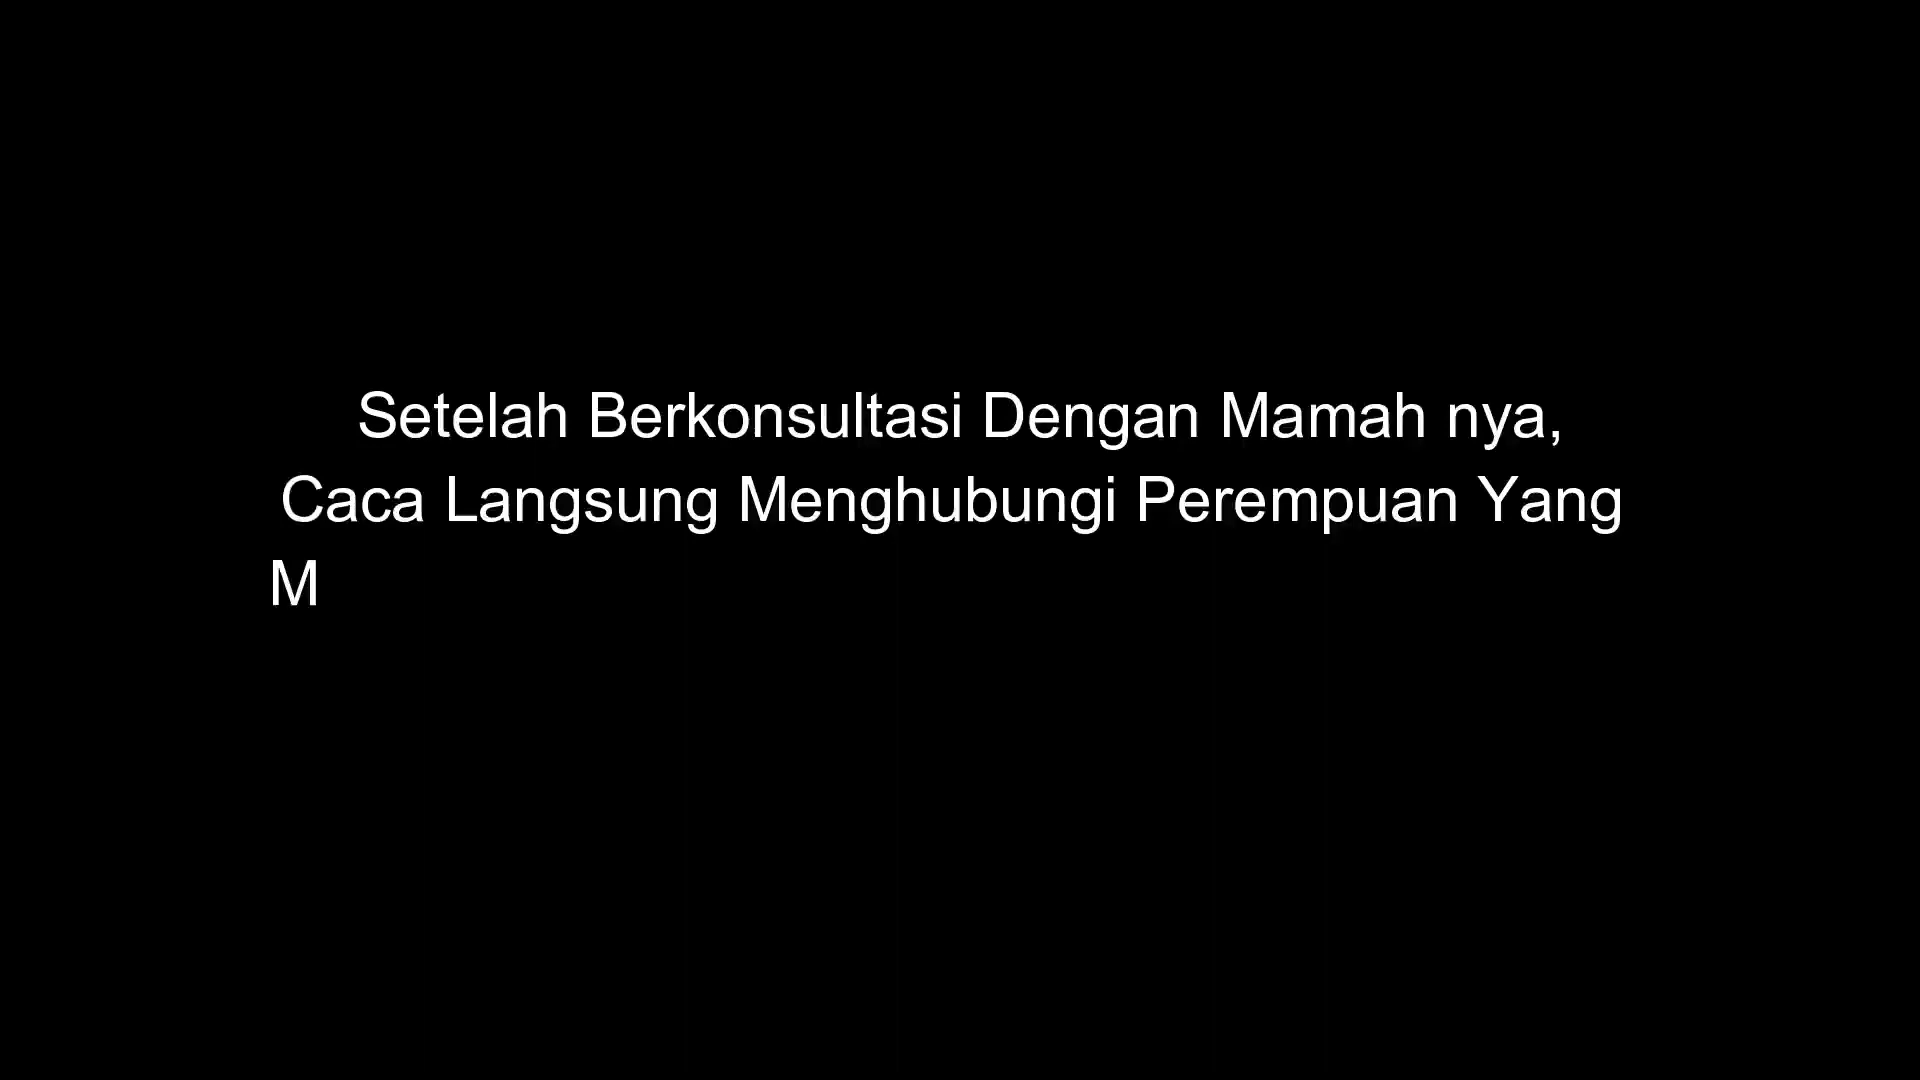 Setelah Berkonsultasi Dengan Mamah nya,
Caca Langsung Menghubungi Perempuan Yang
M